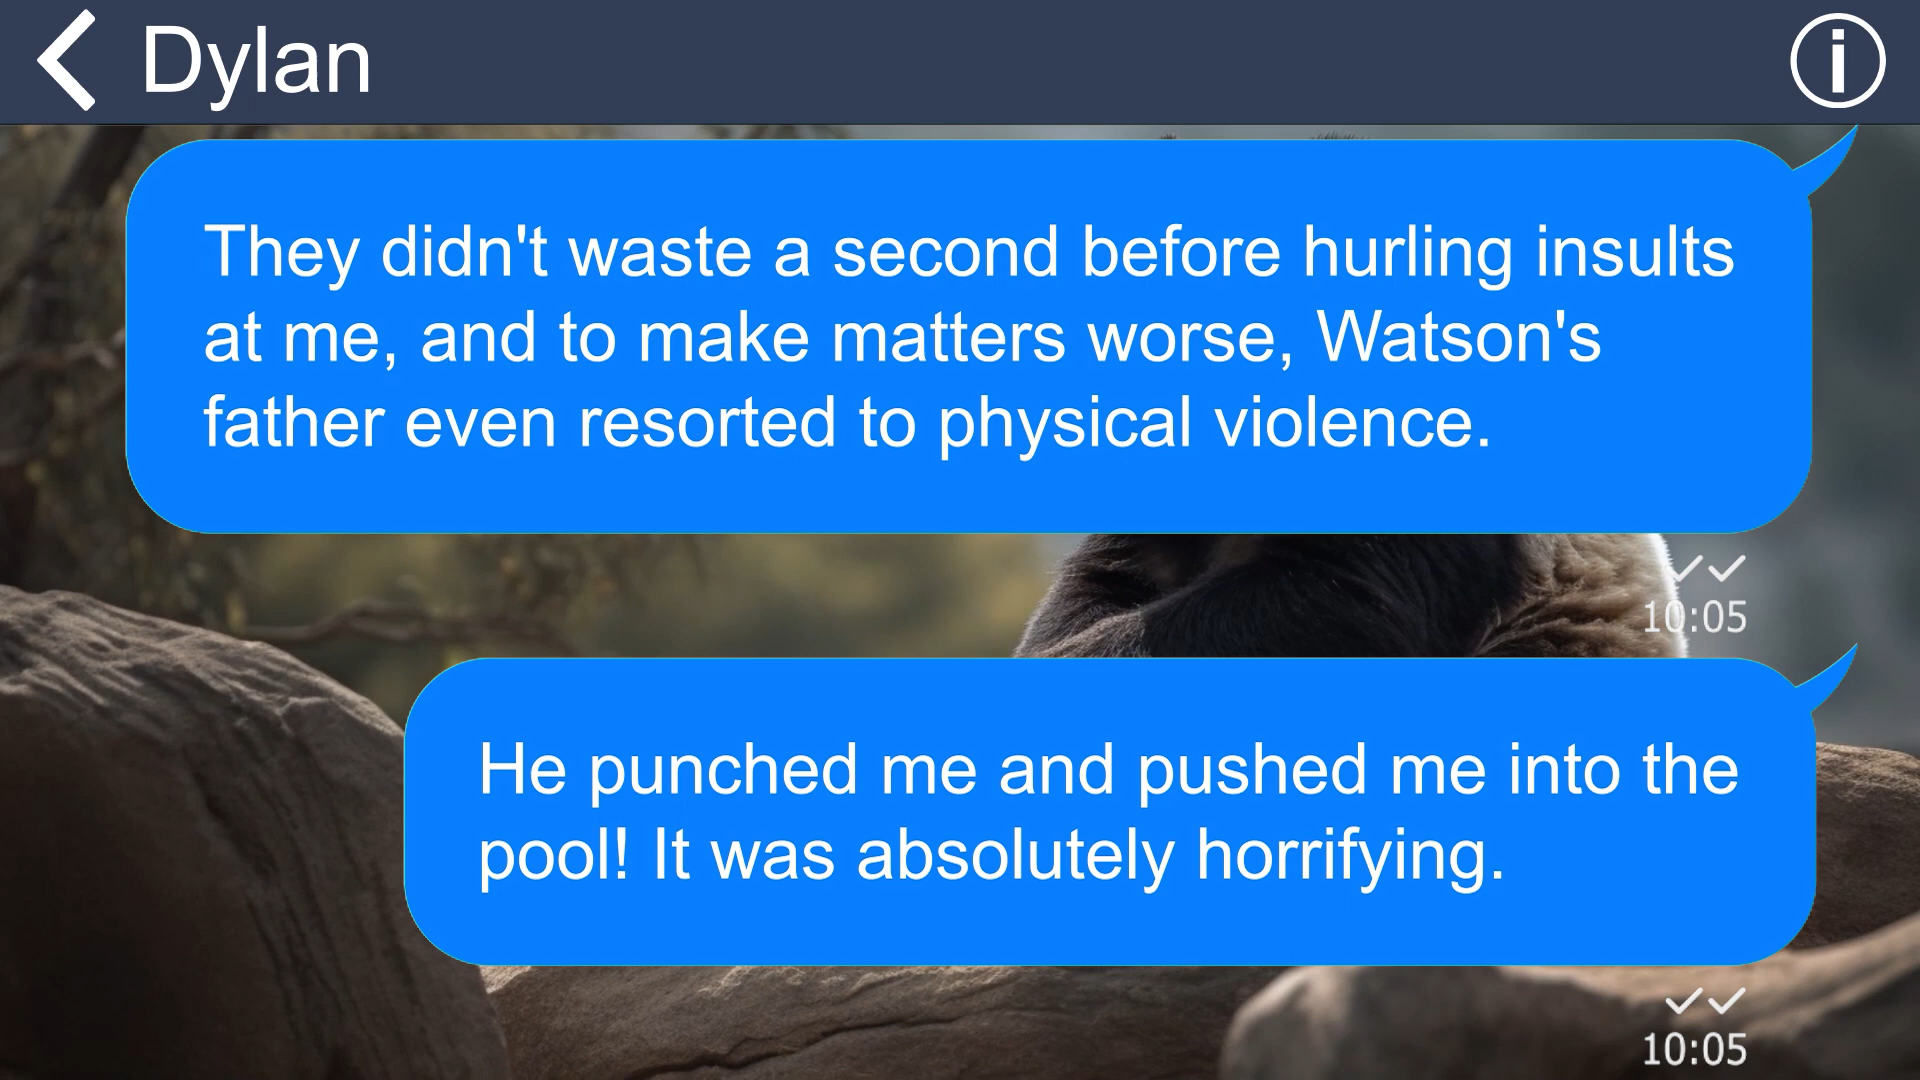 Dylan
They didn't waste a second before hurling insults
at me, and to make matters worse, Watson's
father even resorted to physical violence.
10:05
He punched me and pushed me into the
pool! It was absolutely horrifying.
10:05